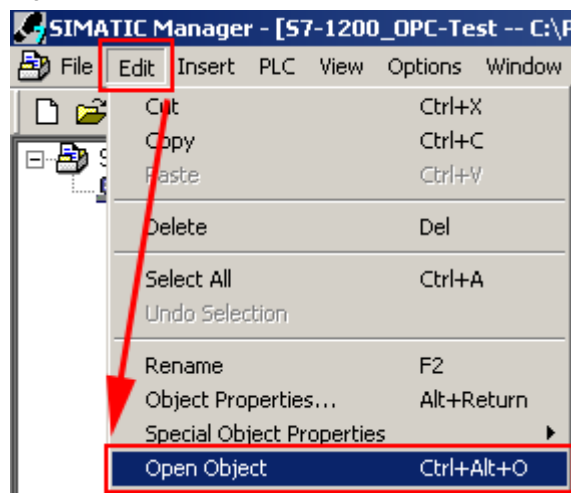 SIMATIC Manager - [S7-1200_OPC-Test -- C:\P
File Edit Insert PLC View Options Window
Cut Ctrl+X
Copy Ctrl+C
Paste Ctrl+V
Delete Del
Select All Ctrl+A
Undo Selection
Rename F2
Object Properties... Alt+Return
Special Object Properties
Open Object Ctrl+Alt+O